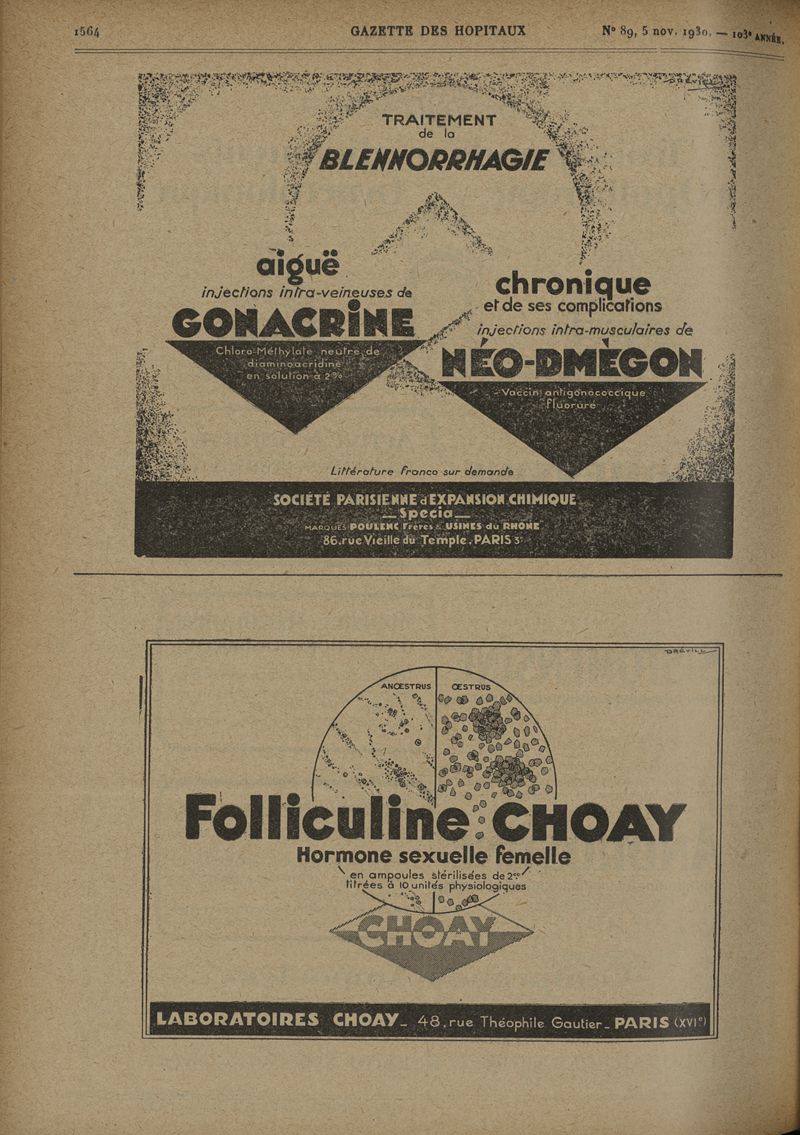 1564
GAZETTE DES HOPITAUX
N° 89, 5 nov. 1930. — 103e ANNÉE.
TRAITEMENT
de la
BLENNORRHAGIE
aiguë
injections intra-veineuses de
GONACRINE
Chloro-Méthylate neutre de
diaminoacridine
en solution à 2%
chronique
et de ses complications
injections intra-musculaires de
NÉO-DMÉGON
Vaccin antigonococcique
Fluoruré
Littérature franco sur demande
SOCIÉTÉ PARISIENNE d'EXPANSION CHIMIQUE
_Specia_
MARQUES POULENC Frères & USINES du RHONE
86, rue Vieille du Temple. PARIS 3e
DRÉVILL
ANŒSTRUS
ŒSTRUS
Folliculine CHOAY
Hormone sexuelle femelle
en ampoules stérilisées de 2cc
titrées à 10 unités physiologiques
CHOAY
LABORATOIRES CHOAY_ 48, rue Théophile Gautier_ PARIS (XVIe)